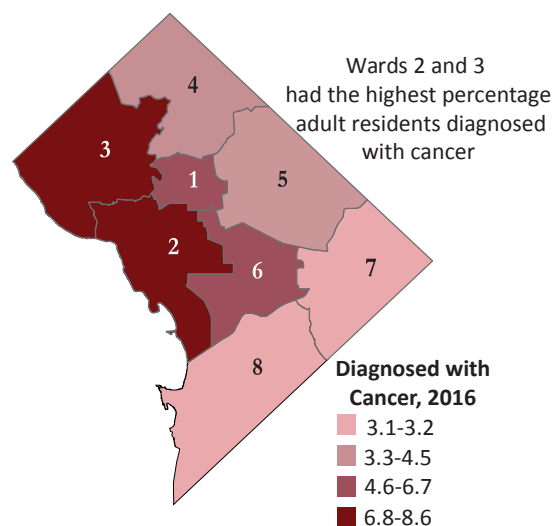 Wards 2 and 3
had the highest percentage
adult residents diagnosed
with cancer
4
3
1
5
2
6
7
8
Diagnosed with
Cancer, 2016
3.1-3.2
3.3-4.5
4.6-6.7
6.8-8.6